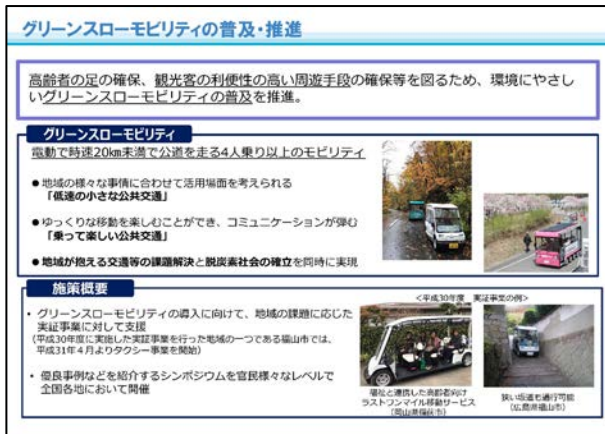 グリーンスローモビリティの普及・推進
高齢者の足の確保、観光客の利便性の高い周遊手段の確保等を図るため、環境にやさし
いグリーンスローモビリティの普及を推進。
グリーンスローモビリティ
電動で時速20㎞未満で公道を走る4人乗り以上のモビリティ
●地域の様々な事情に合わせて活用場面を考えられる
「低速の小さな公共交通」
●ゆっくりな移動を楽しむことができ、コミュニケーションが弾む
「乗って楽しい公共交通」
●地域が抱える交通等の課題解決と脱炭素社会の確立を同時に実現
施策概要
・グリーンスローモビリティの導入に向けて、地域の課題に応じた
実証事業に対して支援
(平成30年度に実施した実証事業を行った地域の一つである福山市では、
平成31年4月よりタクシー事業を開始)
・優良事例などを紹介するシンポジウムを官民様々なレベルで
全国各地において開催
<平成30年度 実証事業の例>
福祉と連携した高齢者向け
ラストワンマイル移動サービス
(岡山県備前市)
狭い坂道も通行可能
(広島県福山市)